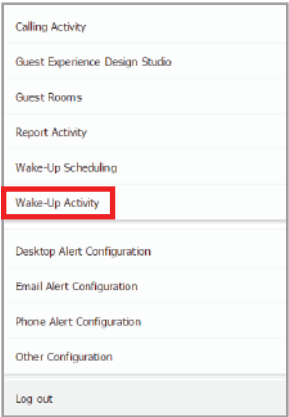 Calling Activity
Guest Experience Design Studio
Guest Rooms
Report Activity
Wake-Up Scheduling
Wake-Up Activity
Desktop Alert Configuration
Email Alert Configuration
Phone Alert Configuration
Other Configuration
Log out